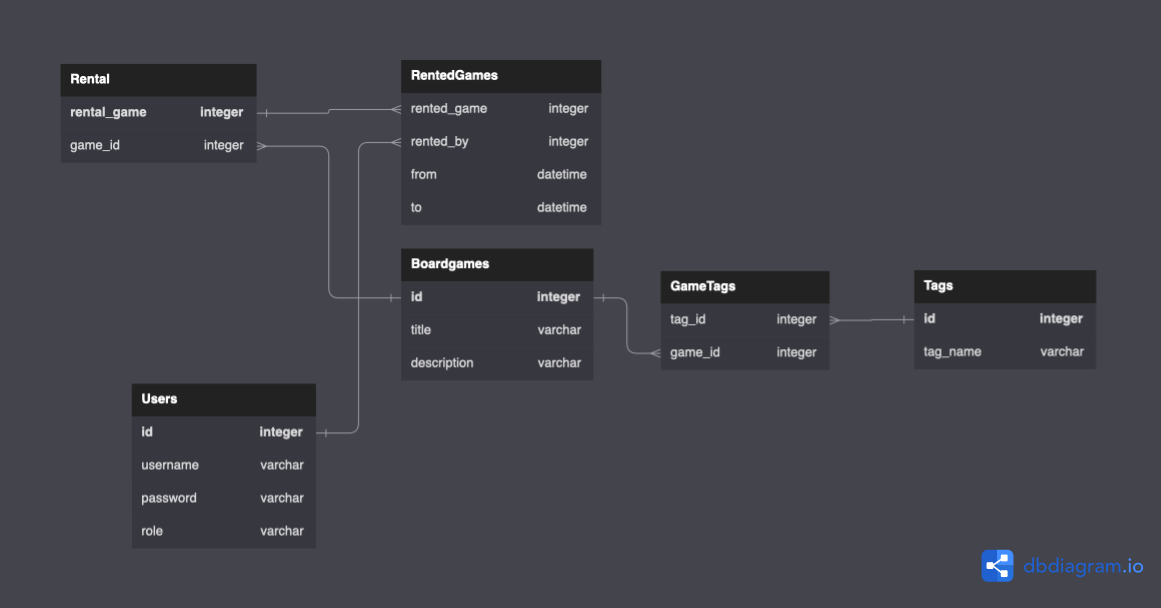 Rental
rental_game integer
game_id integer
RentedGames
rented_game integer
rented_by integer
from datetime
to datetime
Boardgames
id integer
title varchar
description varchar
GameTags
tag_id integer
game_id integer
Tags
id integer
tag_name varchar
Users
id integer
username varchar
password varchar
role varchar
dbdiagram.io